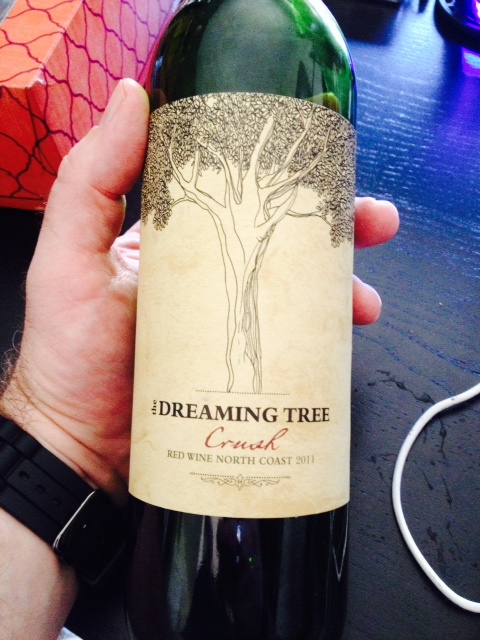 the DREAMING TREE
Crush
RED WINE NORTH COAST 2011